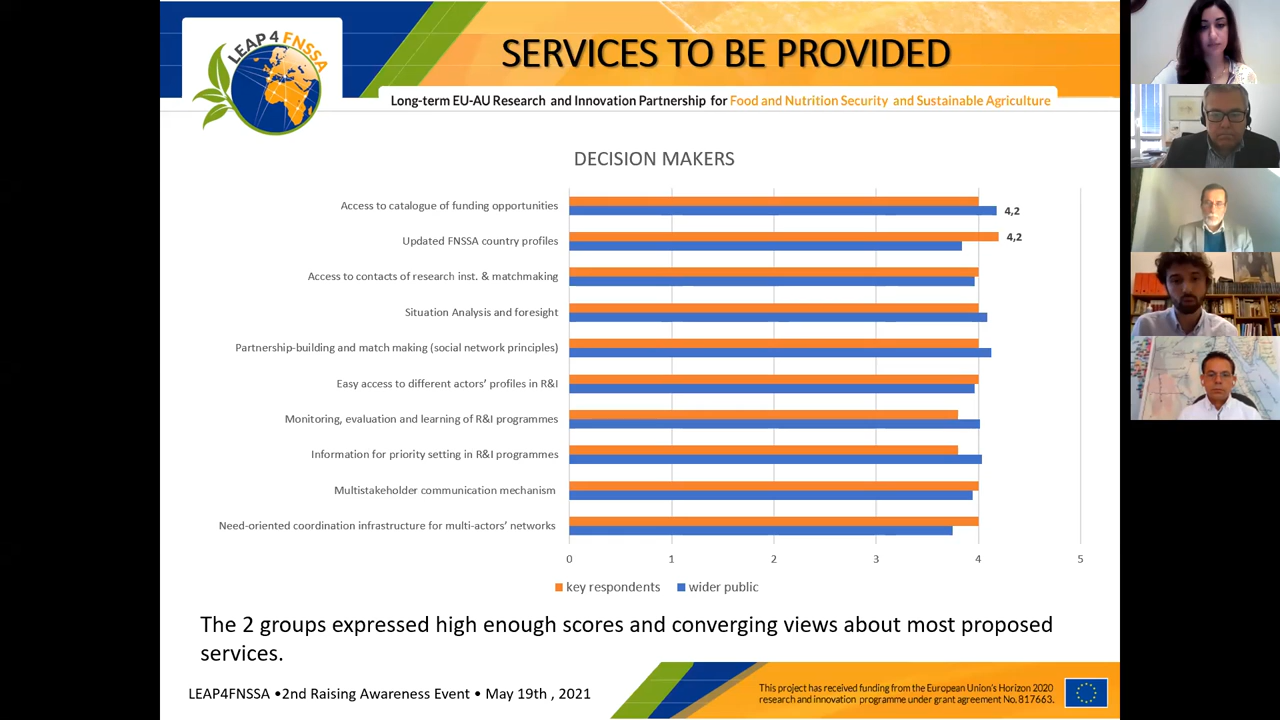 LEAP 4 FNSSA
SERVICES TO BE PROVIDED
Long-term EU-AU Research and Innovation Partnership for Food and Nutrition Security and Sustainable Agriculture
DECISION MAKERS
Access to catalogue of funding opportunities
4,2
Updated FNSSA country profiles
4,2
Access to contacts of research inst. & matchmaking
Situation Analysis and foresight
Partnership-building and match making (social network principles)
Easy access to different actors’ profiles in R&I
Monitoring, evaluation and learning of R&I programmes
Information for priority setting in R&I programmes
Multistakeholder communication mechanism
Need-oriented coordination infrastructure for multi-actors’ networks
0 1 2 3 4 5
key respondents wider public
The 2 groups expressed high enough scores and converging views about most proposed
services.
LEAP4FNSSA •2nd Raising Awareness Event • May 19th , 2021
This project has received funding from the European Union's Horizon 2020
research and innovation programme under grant agreement No. 817663.